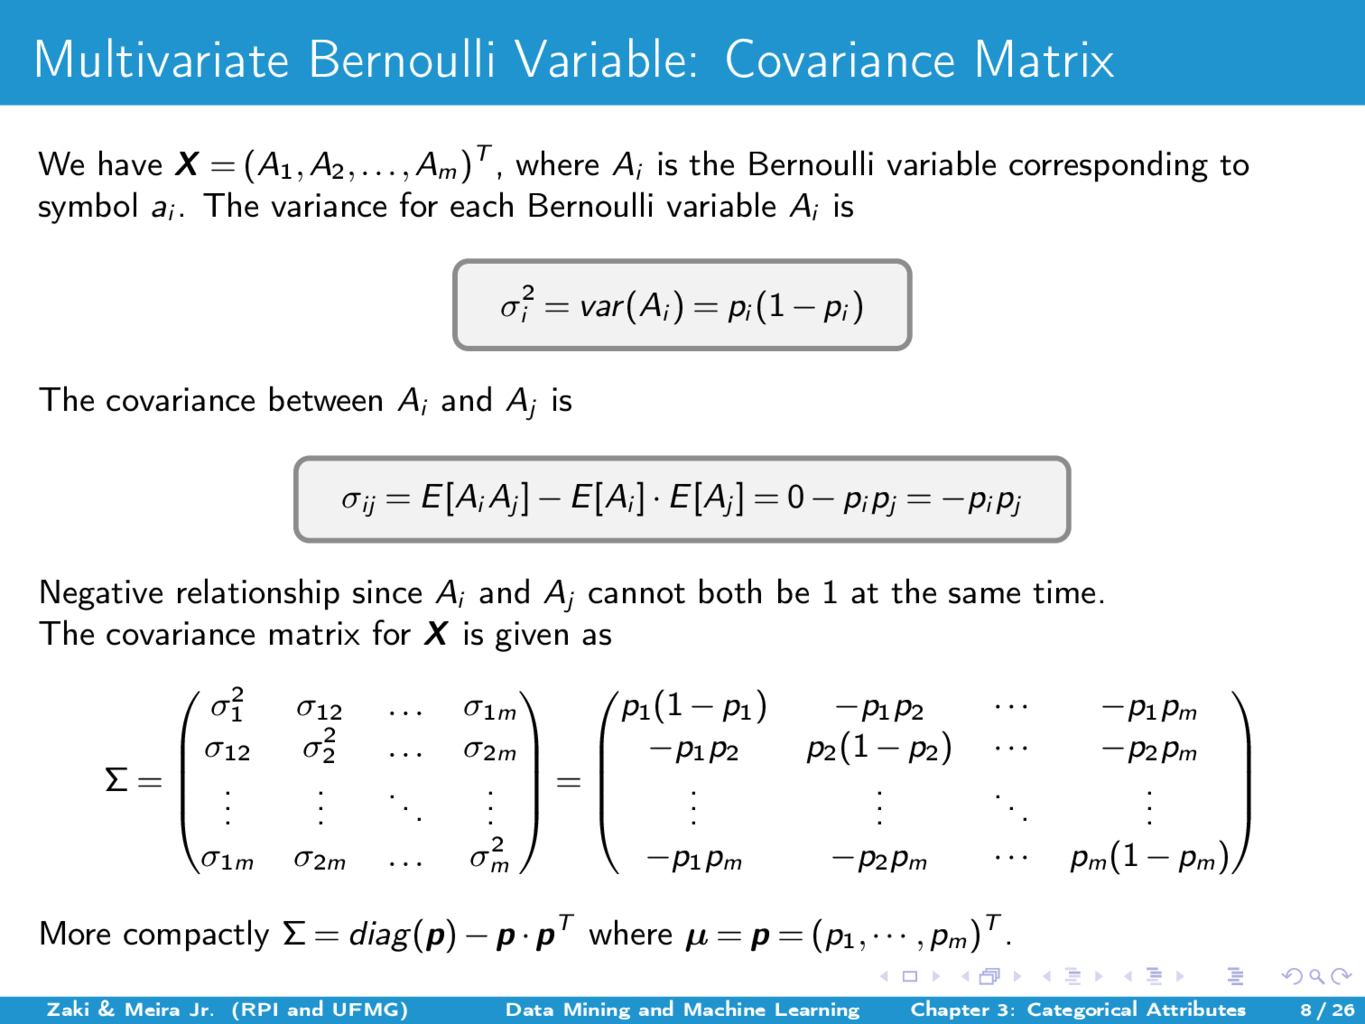 Multivariate Bernoulli Variable: Covariance Matrix
We have X = (A₁, A₂, . . . , Aₘ)ᵀ, where Aᵢ is the Bernoulli variable corresponding to
symbol aᵢ. The variance for each Bernoulli variable Aᵢ is
σᵢ² = var(Aᵢ) = pᵢ(1 − pᵢ)
The covariance between Aᵢ and Aⱼ is
σᵢⱼ = E[AᵢAⱼ] − E[Aᵢ] · E[Aⱼ] = 0 − pᵢpⱼ = −pᵢpⱼ
Negative relationship since Aᵢ and Aⱼ cannot both be 1 at the same time.
The covariance matrix for X is given as
σ₁² σ₁₂ . . . σ₁ₘ p₁(1 − p₁) −p₁p₂ · · · −p₁pₘ
σ₁₂ σ₂² . . . σ₂ₘ −p₁p₂ p₂(1 − p₂) · · · −p₂pₘ
Σ = ⋮ ⋮ ⋱ ⋮ = ⋮ ⋮ ⋱ ⋮
σ₁ₘ σ₂ₘ . . . σₘ² −p₁pₘ −p₂pₘ · · · pₘ(1 − pₘ)
More compactly Σ = diag(p) − p · pᵀ where μ = p = (p₁, · · · , pₘ)ᵀ.
Zaki & Meira Jr. (RPI and UFMG) Data Mining and Machine Learning Chapter 3: Categorical Attributes 8 / 26